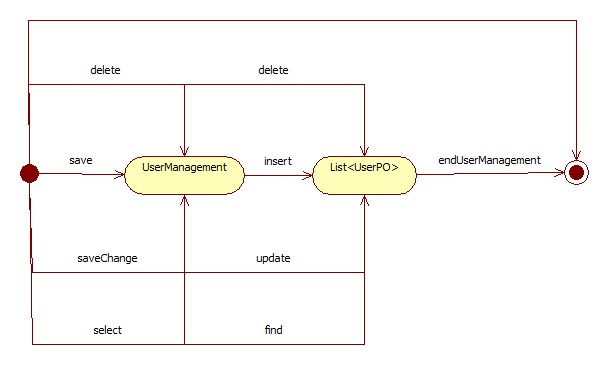 delete
delete
save
UserManagement
insert
List<UserPO>
endUserManagement
saveChange
update
select
find